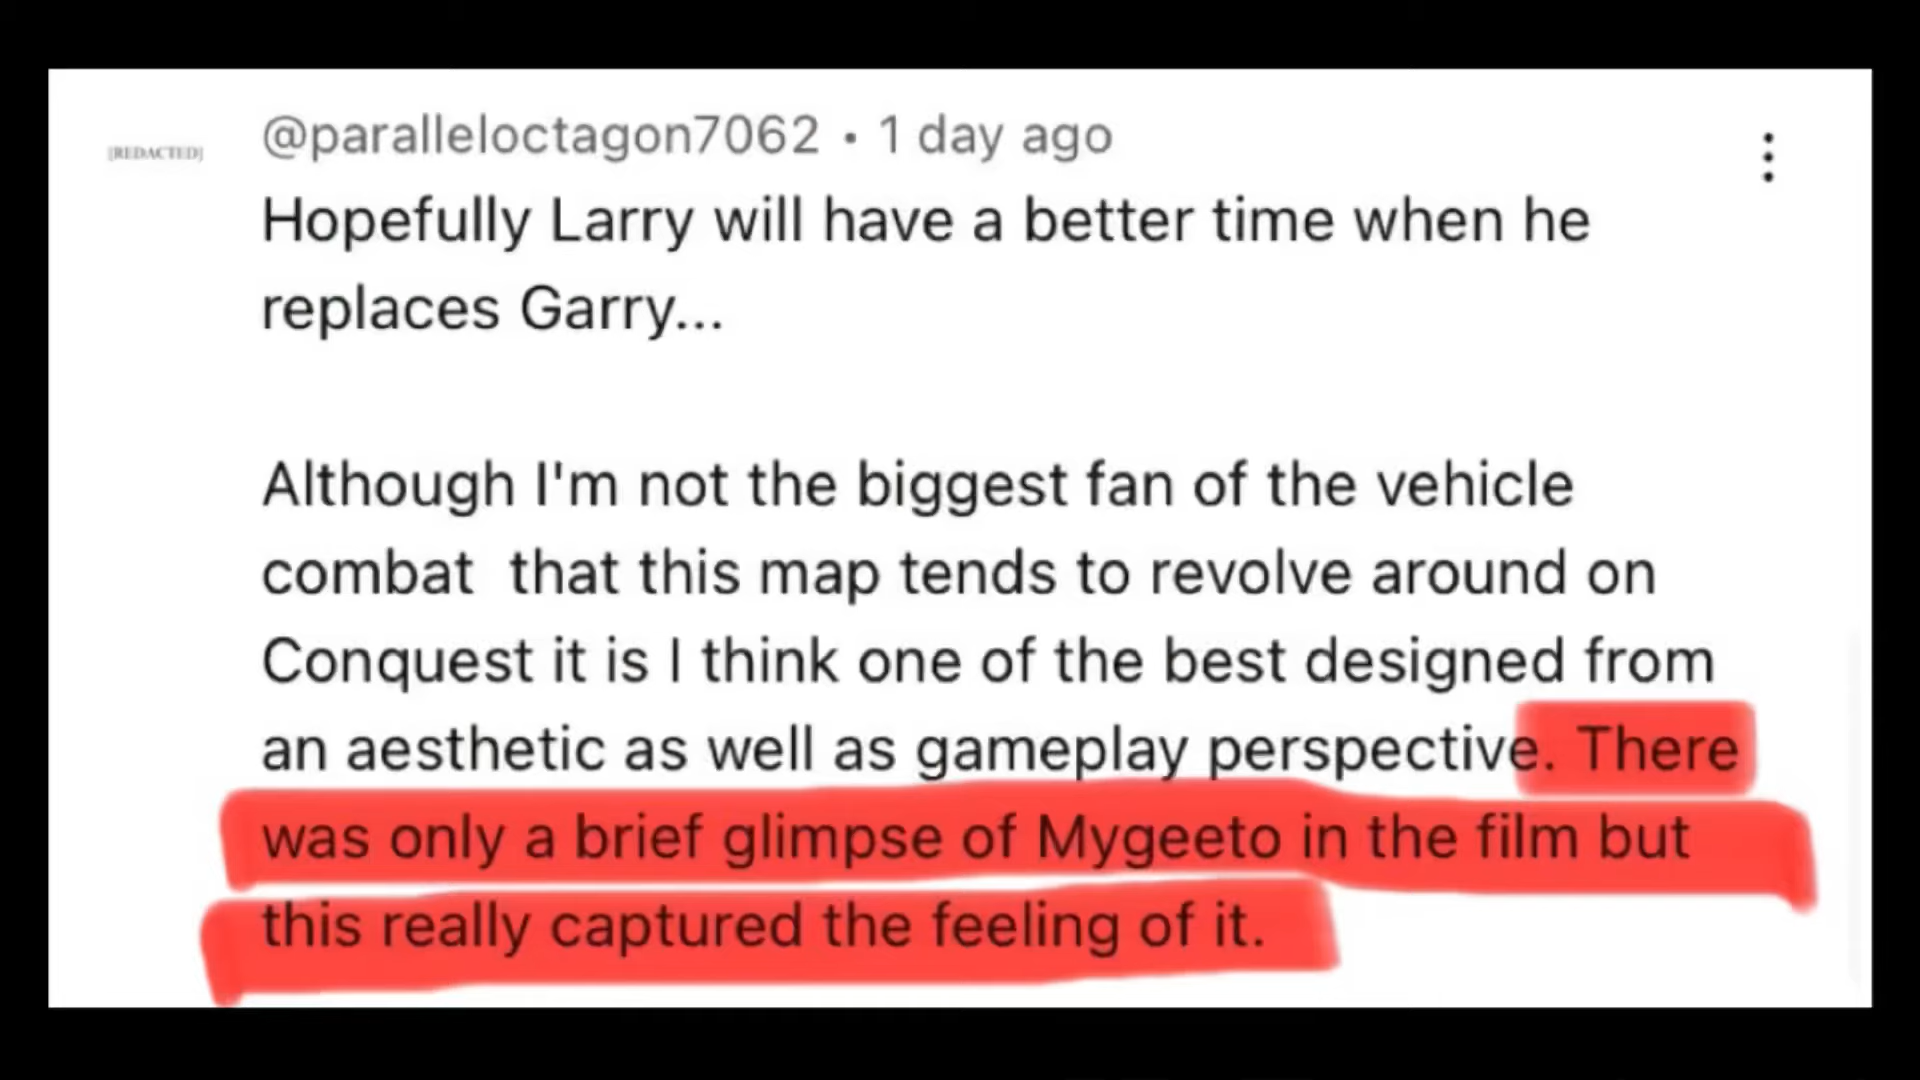 [REDACTED]
@paralleloctagon7062 • 1 day ago
Hopefully Larry will have a better time when he
replaces Garry...
Although I'm not the biggest fan of the vehicle
combat  that this map tends to revolve around on
Conquest it is I think one of the best designed from
an aesthetic as well as gameplay perspective. There
was only a brief glimpse of Mygeeto in the film but
this really captured the feeling of it.